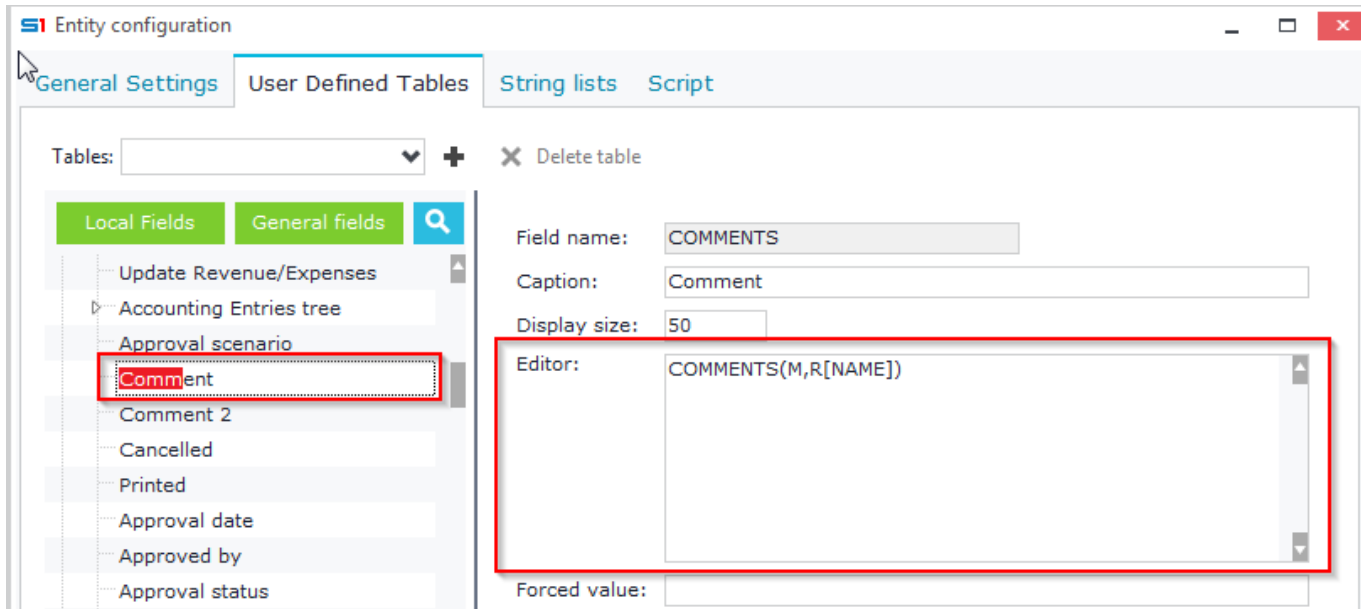 S1 Entity configuration
General Settings User Defined Tables String lists Script
Tables: Delete table
Local Fields General fields
Update Revenue/Expenses
Accounting Entries tree
Approval scenario
Comment
Comment 2
Cancelled
Printed
Approval date
Approved by
Approval status
Field name: COMMENTS
Caption: Comment
Display size: 50
Editor: COMMENTS(M,R[NAME])
Forced value: